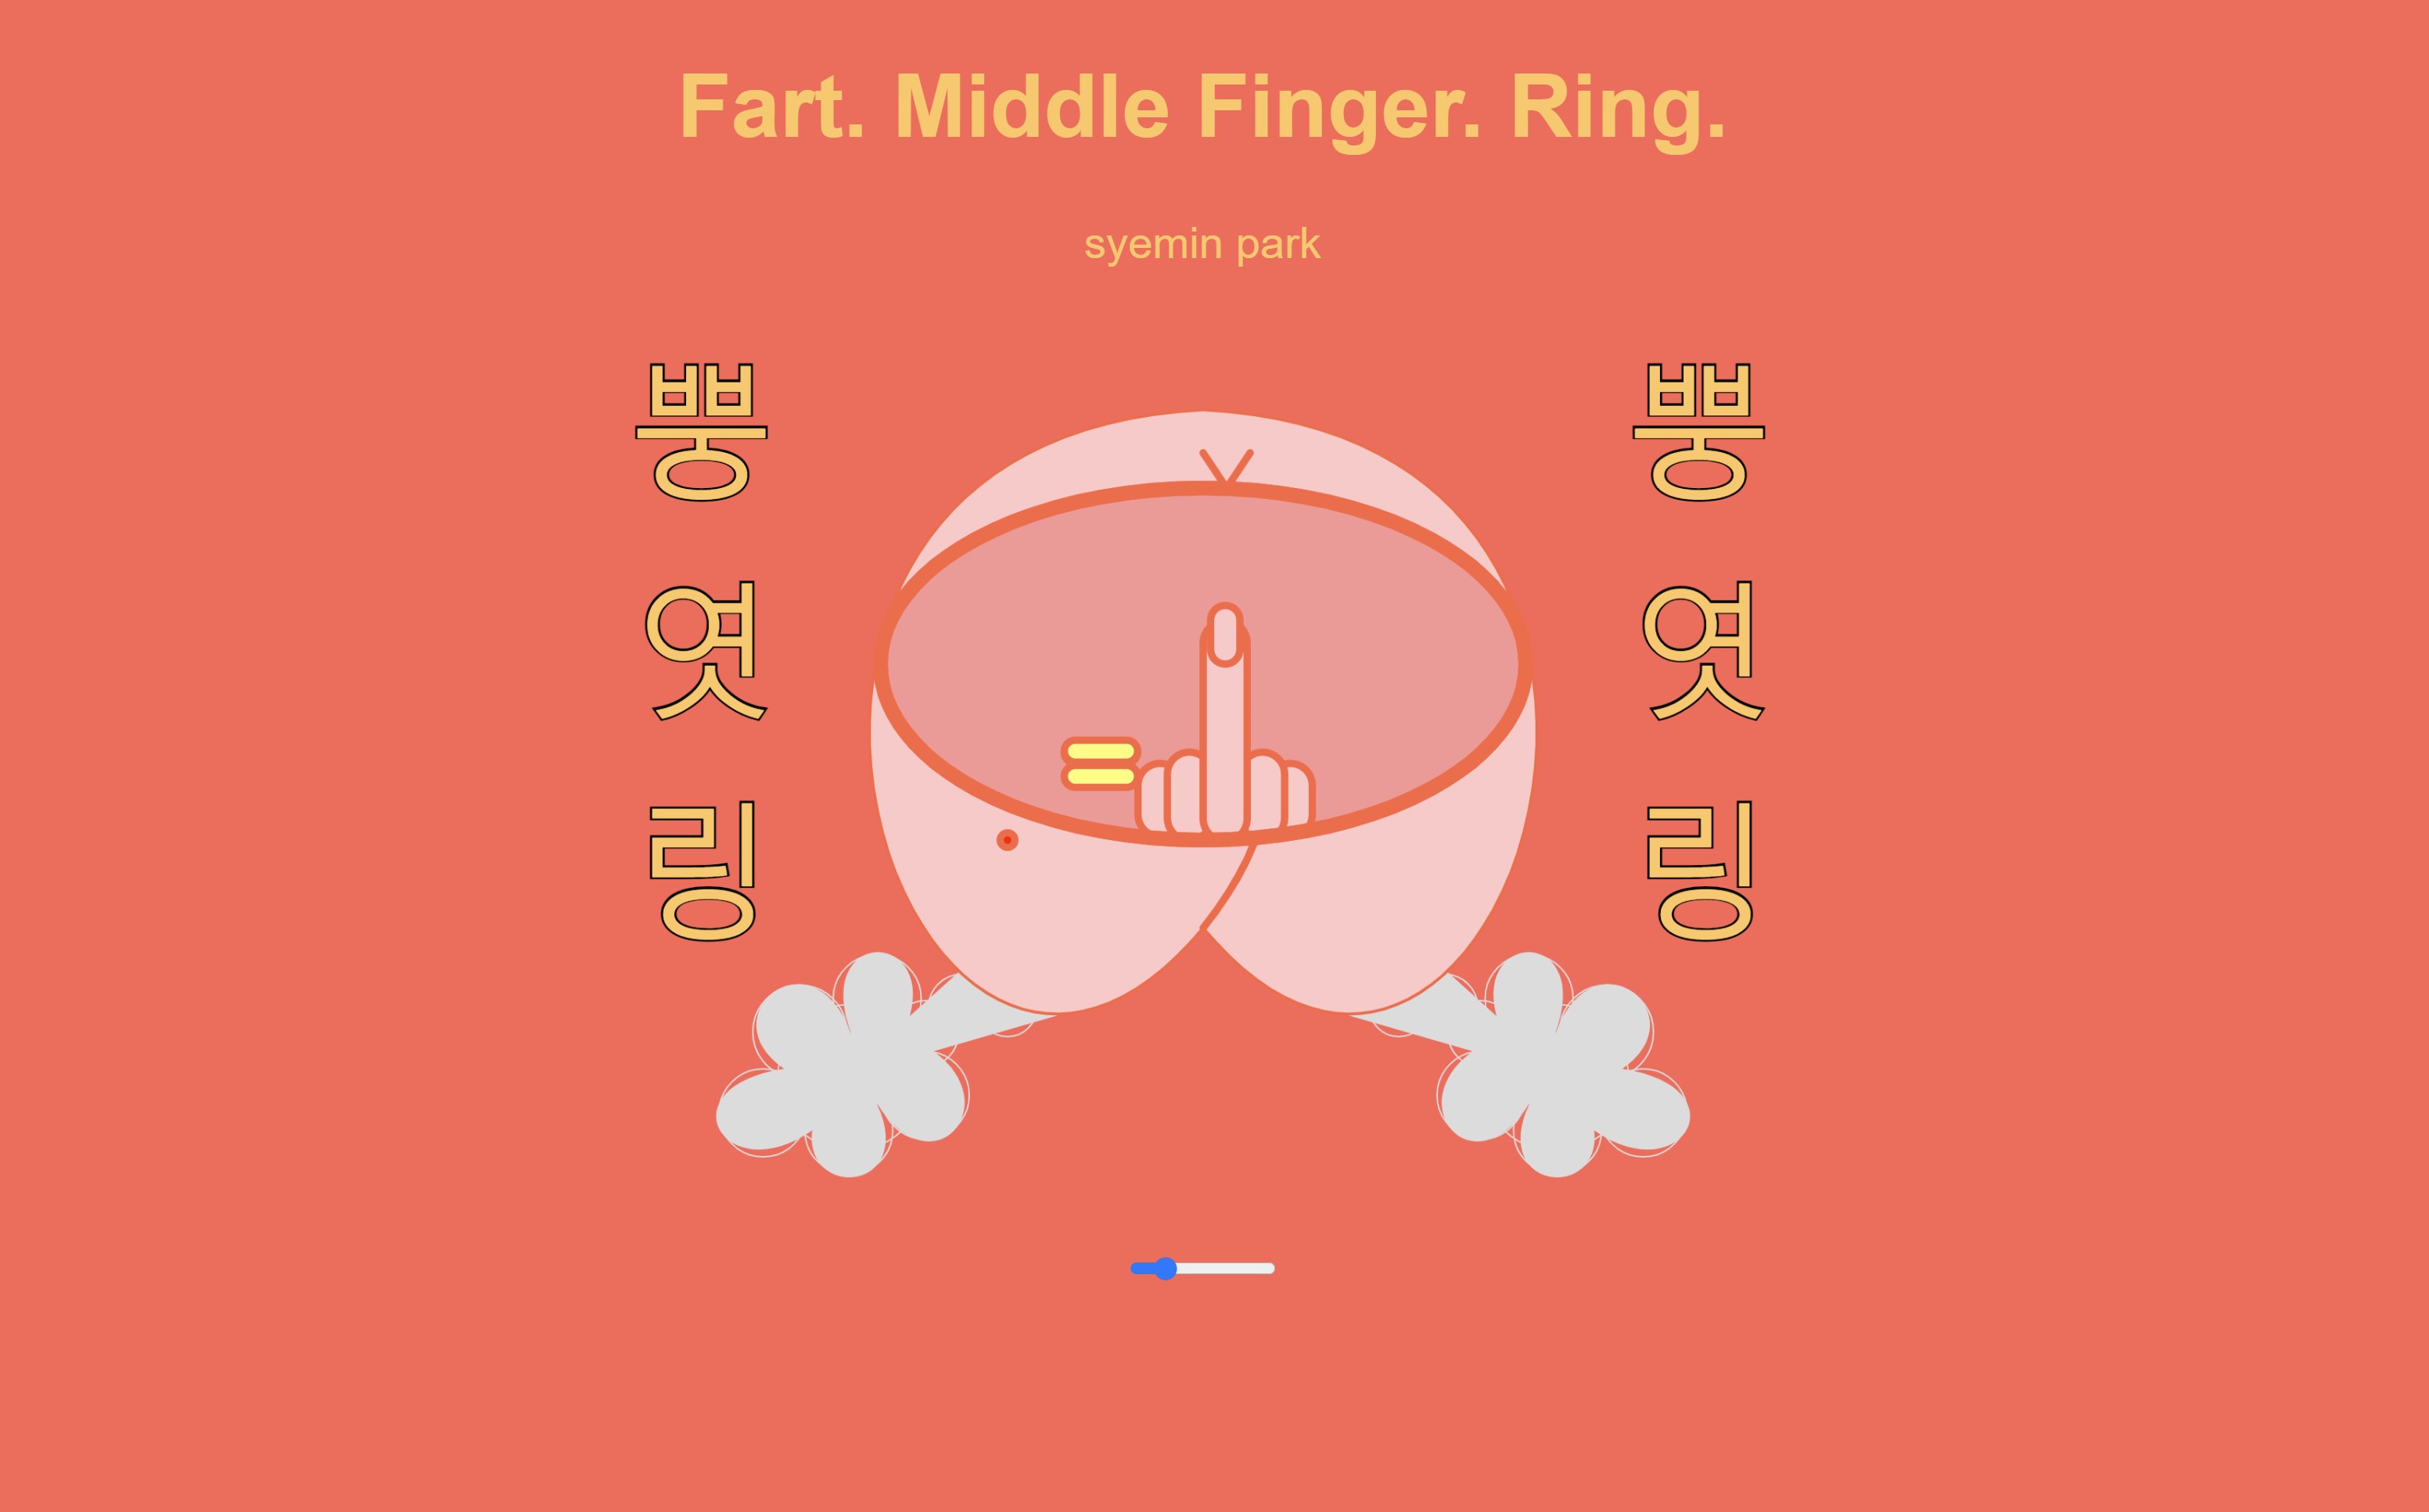 Fart. Middle Finger. Ring.
syemin park
뿡
엿
링
뿡
엿
링